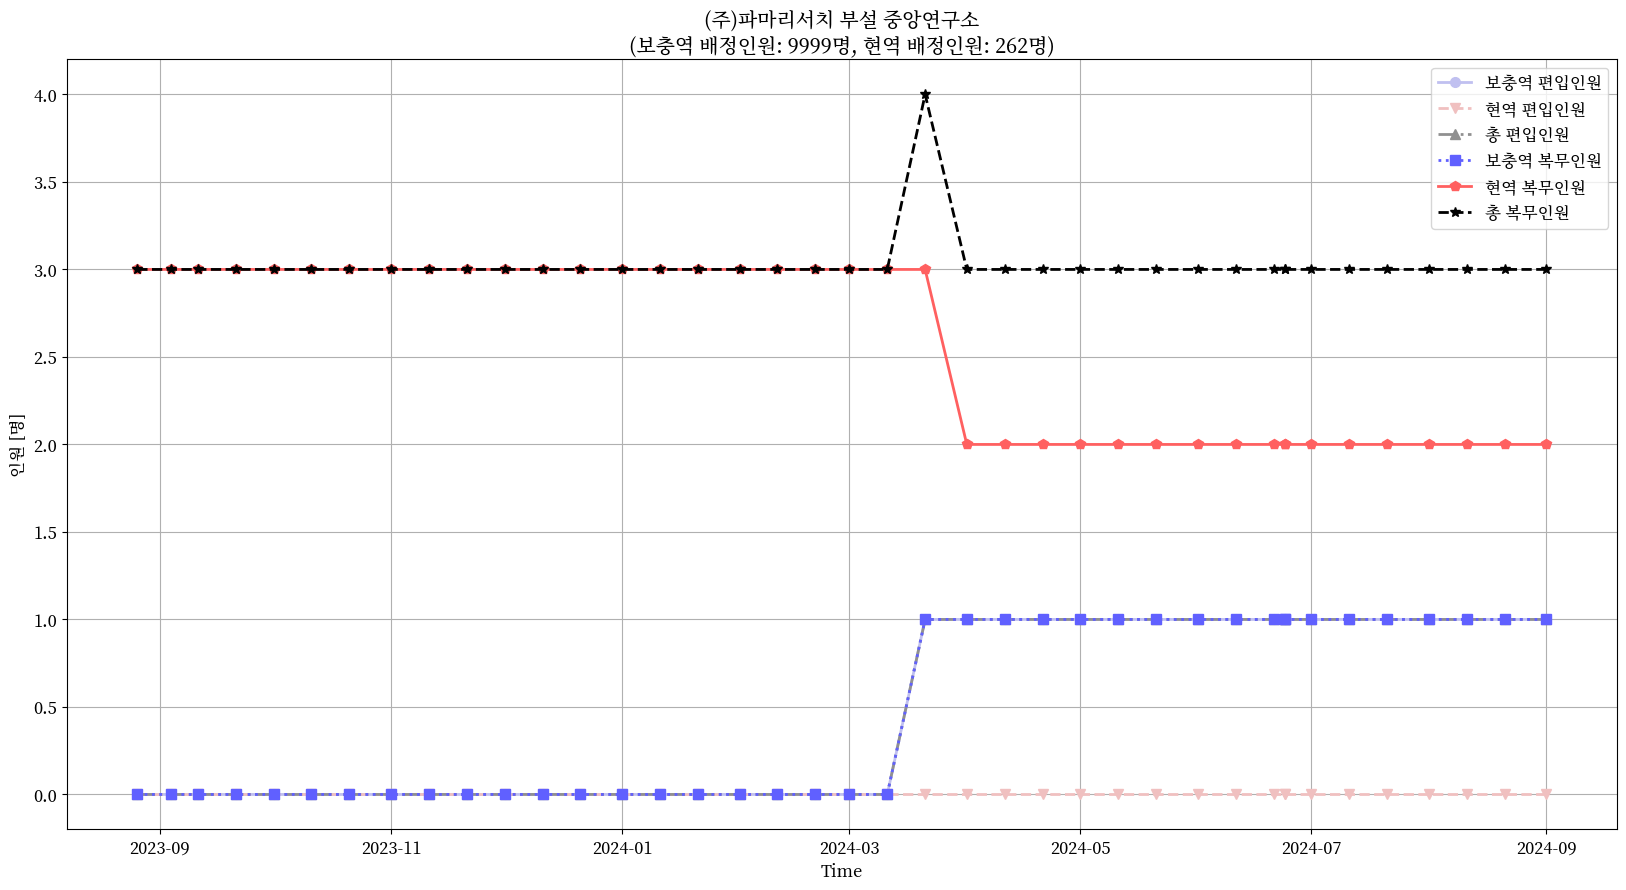 (주)파마리서치 부설 중앙연구소
(보충역 배정인원: 9999명, 현역 배정인원: 262명)
보충역 편입인원
현역 편입인원
총 편입인원
보충역 복무인원
현역 복무인원
총 복무인원
인원 [명]
4.0
3.5
3.0
2.5
2.0
1.5
1.0
0.5
0.0
2023-09
2023-11
2024-01
2024-03
2024-05
2024-07
2024-09
Time